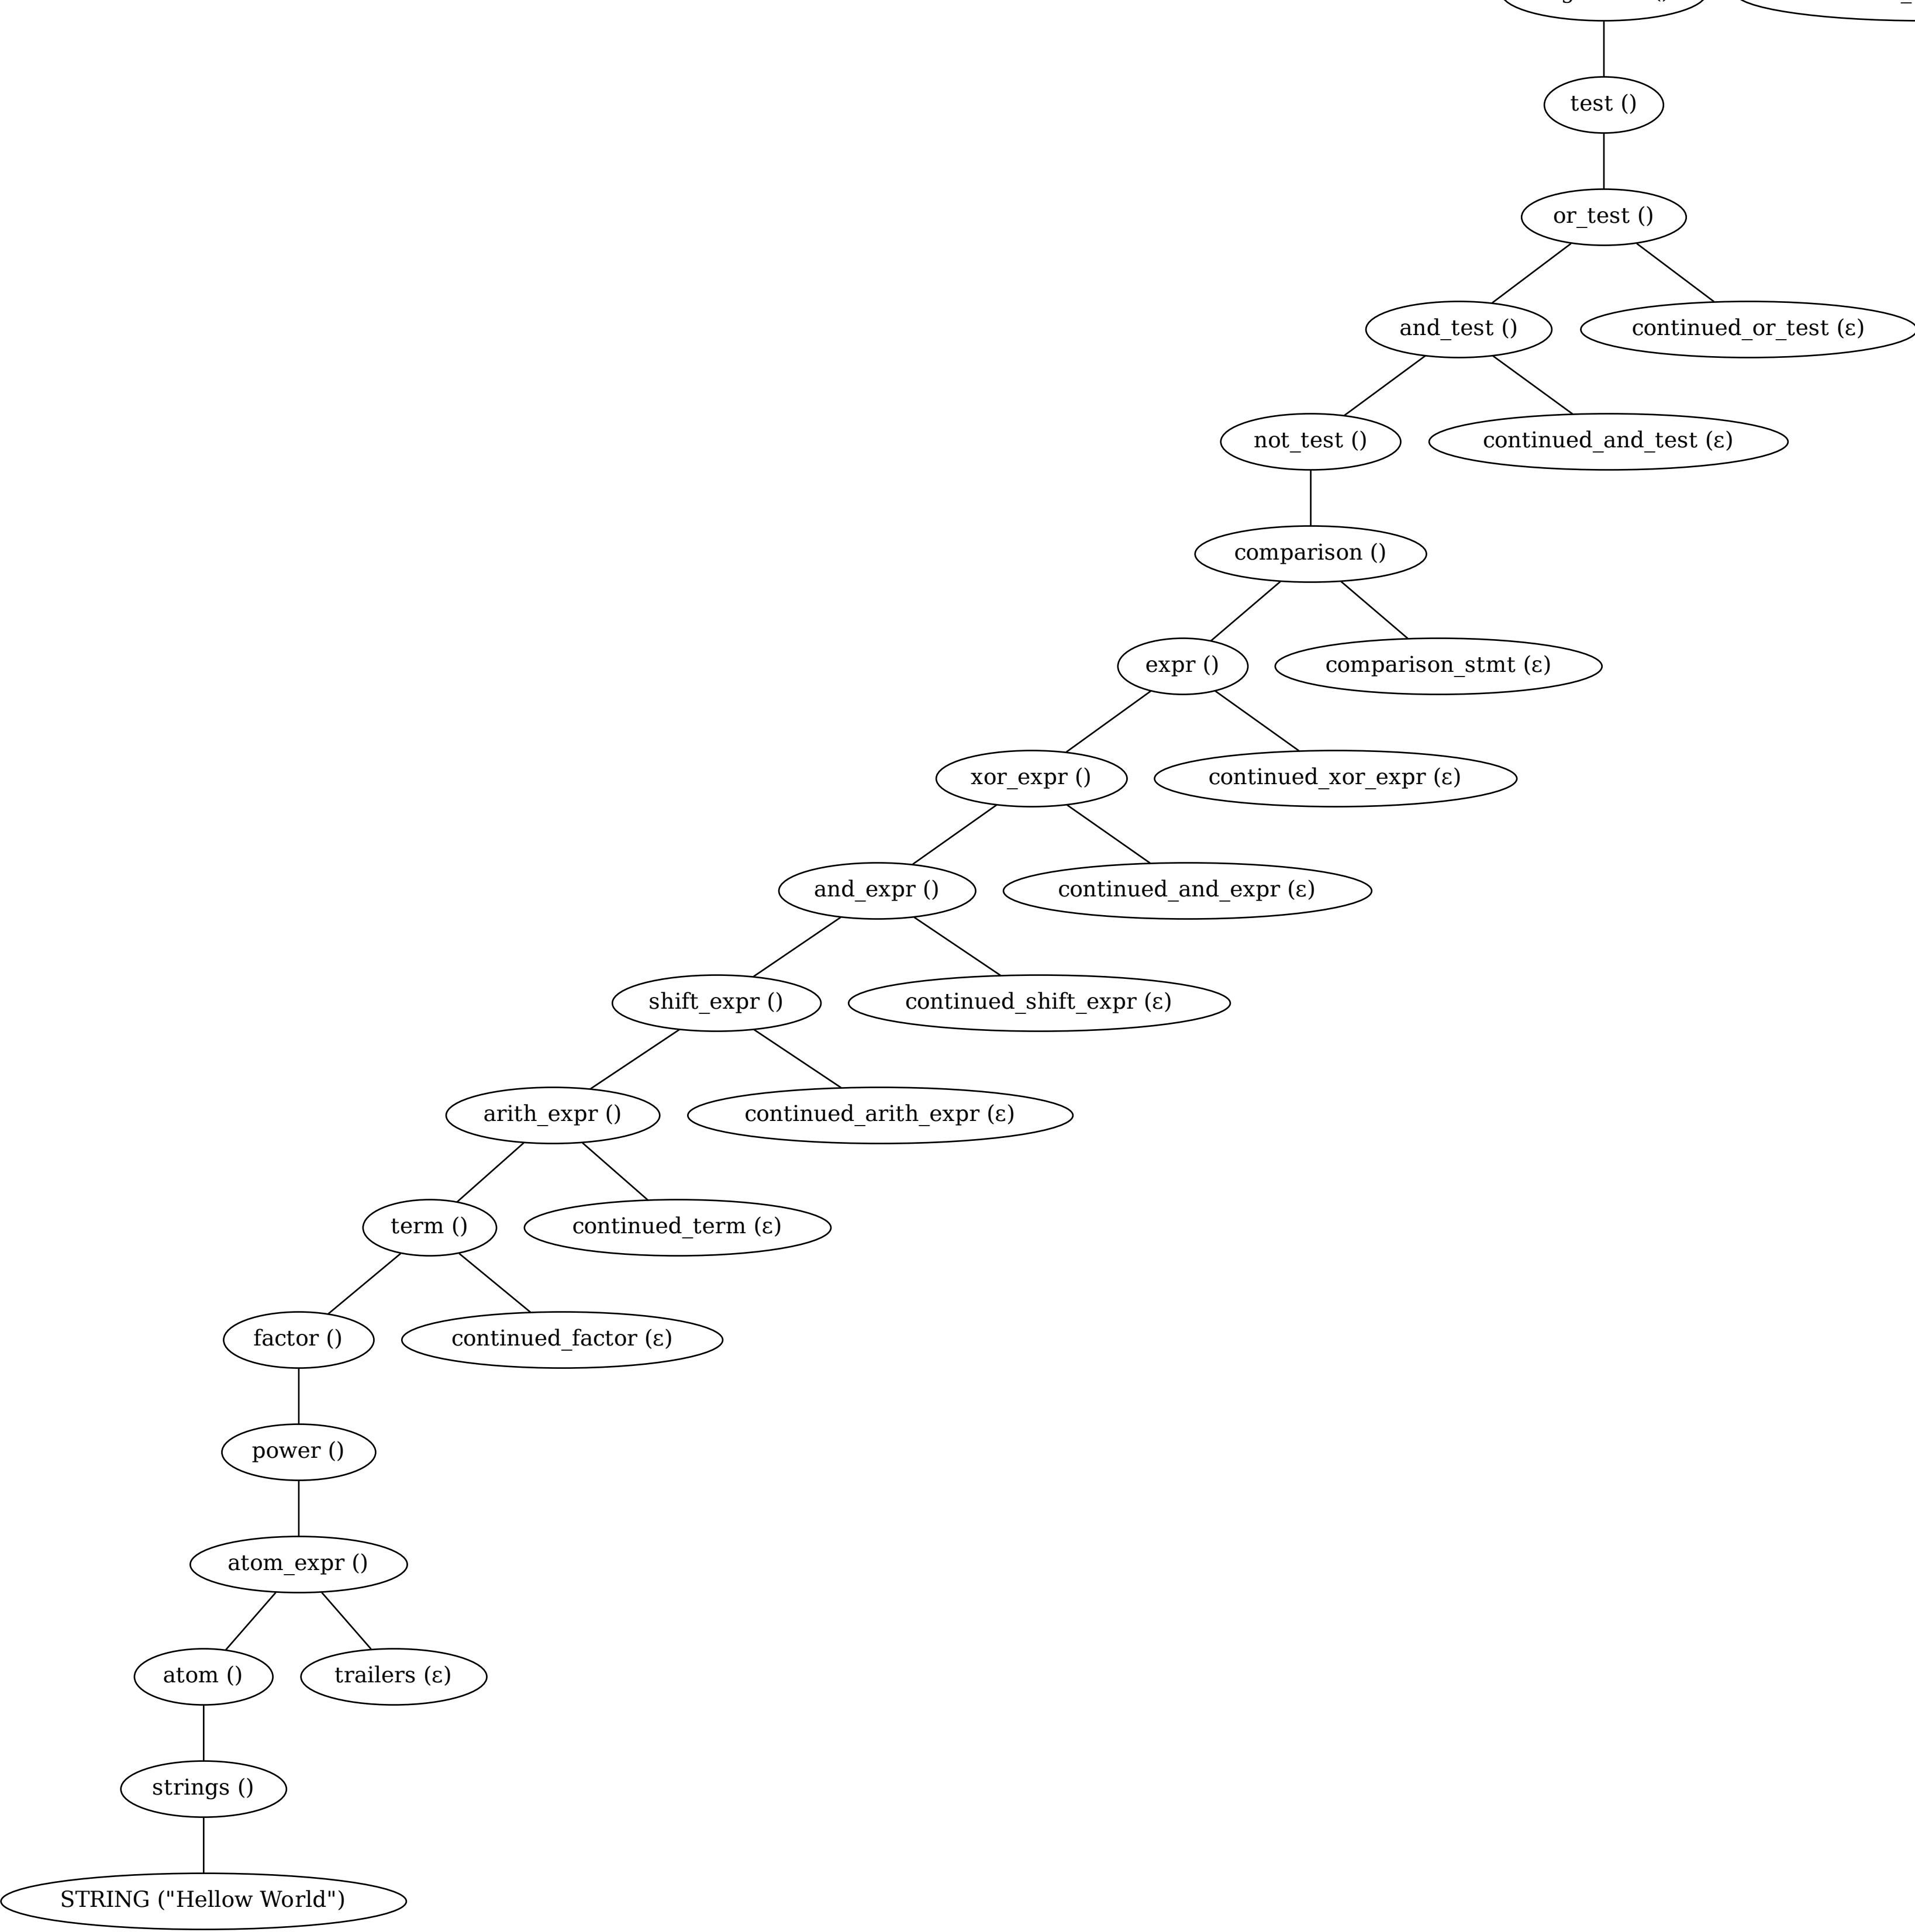 test ()
or_test ()
and_test () continued_or_test (ε)
not_test () continued_and_test (ε)
comparison ()
expr () comparison_stmt (ε)
xor_expr () continued_xor_expr (ε)
and_expr () continued_and_expr (ε)
shift_expr () continued_shift_expr (ε)
arith_expr () continued_arith_expr (ε)
term () continued_term (ε)
factor () continued_factor (ε)
power ()
atom_expr ()
atom () trailers (ε)
strings ()
STRING ("Hellow World")